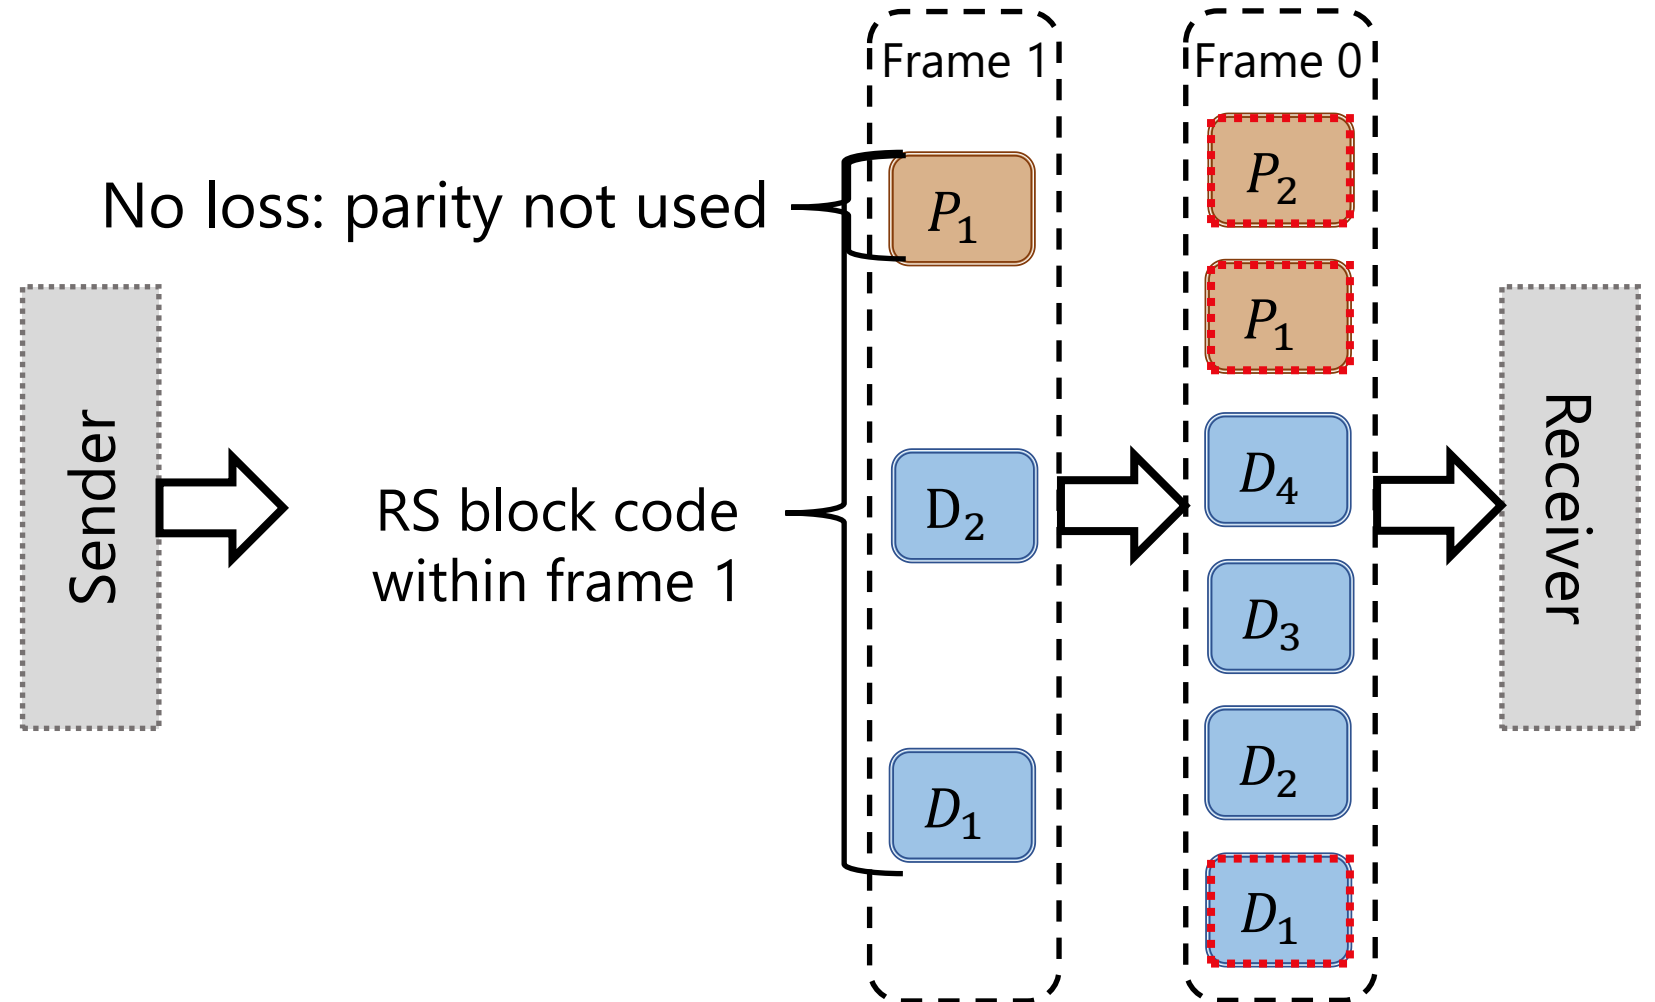 Frame 1
Frame 0
No loss: parity not used
P₁
P₂
P₁
Sender
RS block code
within frame 1
D₂
D₁
D₄
D₃
D₂
D₁
Receiver